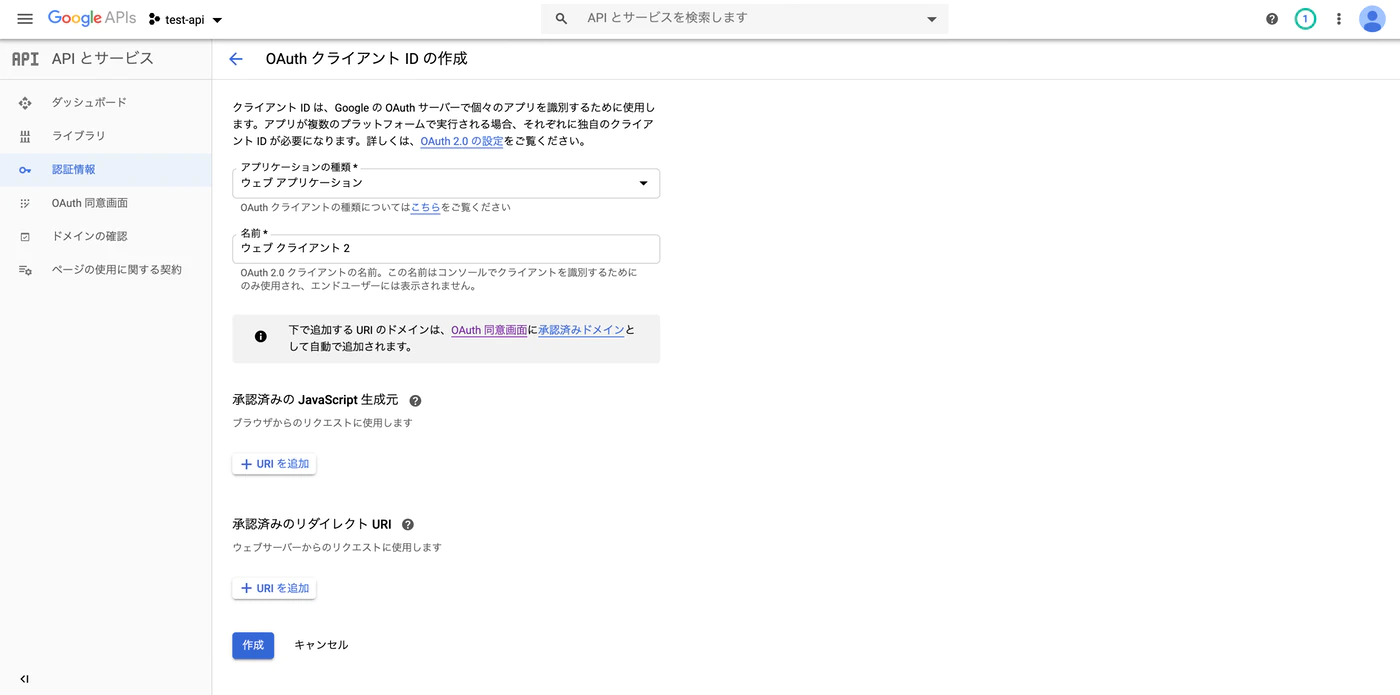 Google APIs
test-api
API とサービスを検索します
1
API API とサービス
OAuth クライアント ID の作成
ダッシュボード
ライブラリ
認証情報
OAuth 同意画面
ドメインの確認
ページの使用に関する契約
クライアント ID は、Google の OAuth サーバーで個々のアプリを識別するために使用し
ます。アプリが複数のプラットフォームで実行される場合、それぞれに独自のクライア
ント ID が必要になります。詳しくは、OAuth 2.0 の設定をご覧ください。
アプリケーションの種類 *
ウェブ アプリケーション
OAuth クライアントの種類についてはこちらをご覧ください
名前 *
ウェブ クライアント 2
OAuth 2.0 クライアントの名前。この名前はコンソールでクライアントを識別するために
のみ使用され、エンドユーザーには表示されません。
下で追加する URI のドメインは、OAuth 同意画面に承認済みドメインと
して自動で追加されます。
承認済みの JavaScript 生成元
ブラウザからのリクエストに使用します
+ URI を追加
承認済みのリダイレクト URI
ウェブサーバーからのリクエストに使用します
+ URI を追加
作成
キャンセル